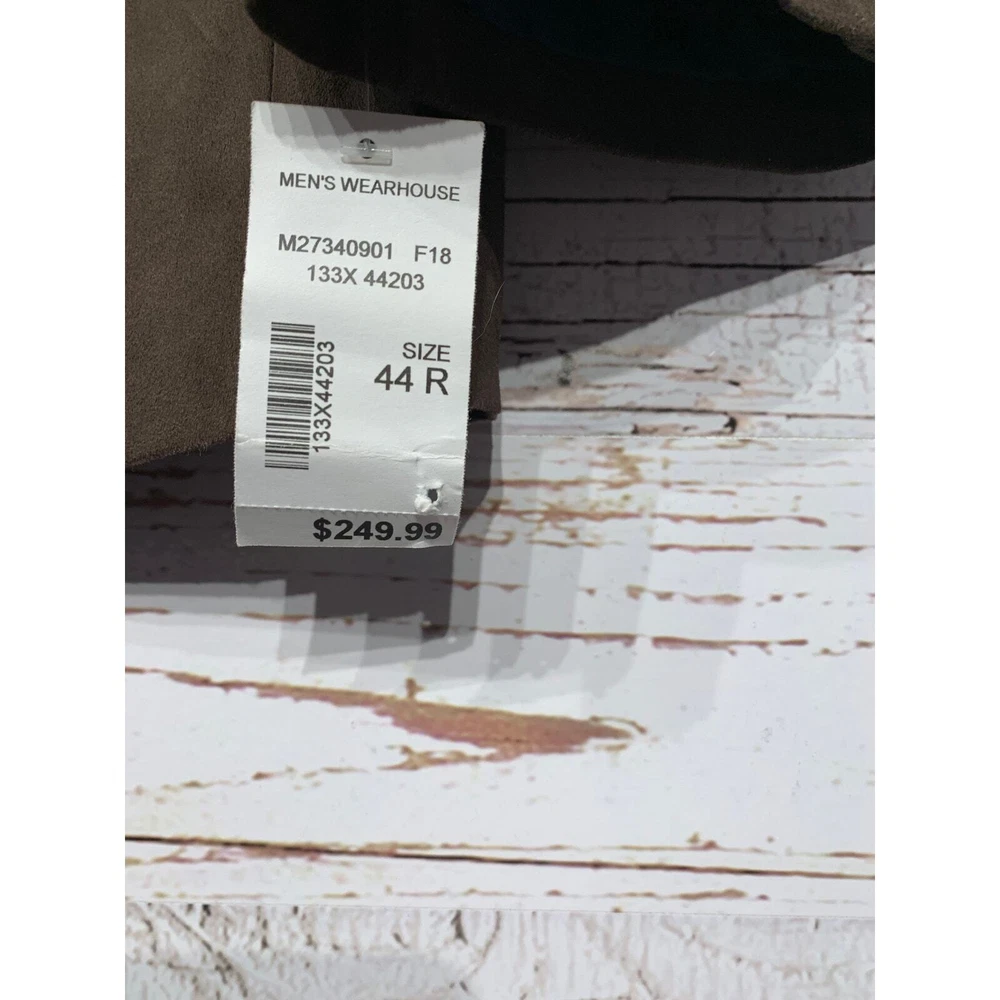 MEN'S WEARHOUSE
M27340901 F18
133X 44203
133X44203
SIZE
44 R
$249.99